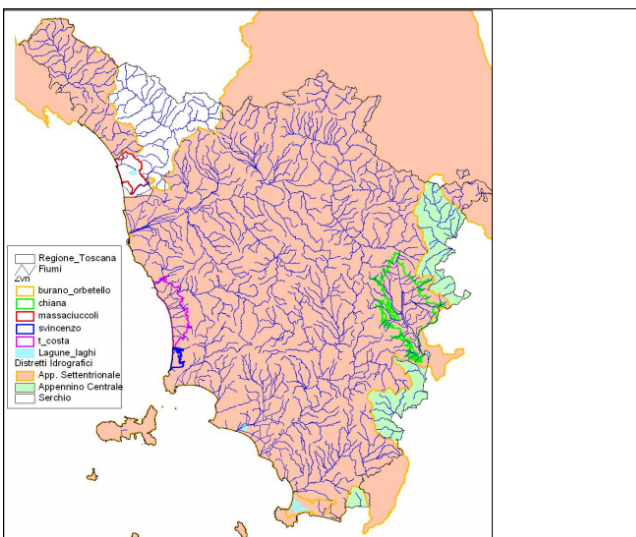 Regione_Toscana
Fiumi
Zvn
burano_orbetello
chiana
massaciuccoli
svincenzo
t_costa
Lagune_laghi
Distretti Idrografici
App. Settentrionale
Appennino Centrale
Serchio